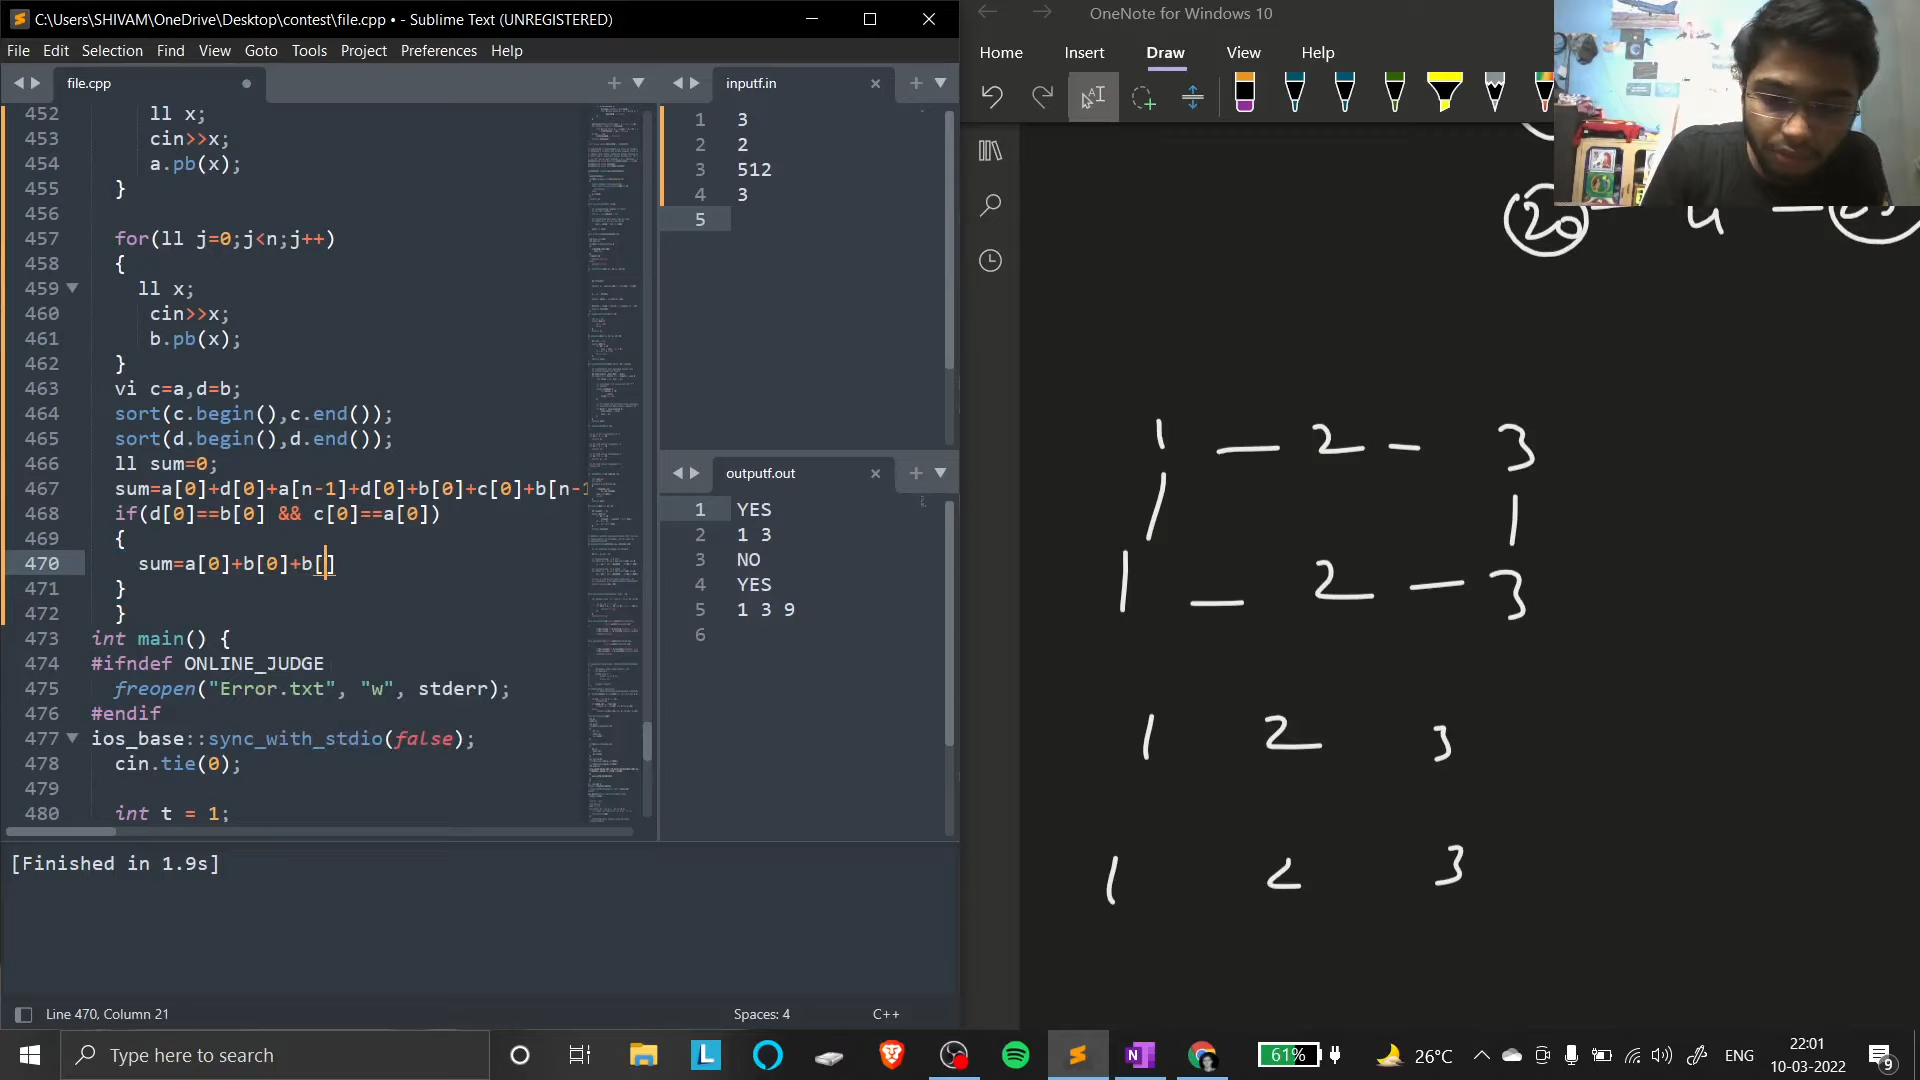 C:\Users\SHIVAM\OneDrive\Desktop\contest\file.cpp • - Sublime Text (UNREGISTERED)
File Edit Selection Find View Goto Tools Project Preferences Help
file.cpp
452 ll x;
453 cin>>x;
454 a.pb(x);
455 }
456
457 for(ll j=0;j<n;j++)
458 {
459 ll x;
460 cin>>x;
461 b.pb(x);
462 }
463 vi c=a,d=b;
464 sort(c.begin(),c.end());
465 sort(d.begin(),d.end());
466 ll sum=0;
467 sum=a[0]+d[0]+a[n-1]+d[0]+b[0]+c[0]+b[n-1
468 if(d[0]==b[0] && c[0]==a[0])
469 {
470 sum=a[0]+b[0]+b[]
471 }
472 }
473 int main() {
474 #ifndef ONLINE_JUDGE
475 freopen("Error.txt", "w", stderr);
476 #endif
477 ios_base::sync_with_stdio(false);
478 cin.tie(0);
479
480 int t = 1;
inputf.in
1 3
2 2
3 512
4 3
5
outputf.out
1 YES
2 1 3
3 NO
4 YES
5 1 3 9
6
[Finished in 1.9s]
Line 470, Column 21
Spaces: 4
C++
OneNote for Windows 10
Home Insert Draw View Help
20 - 4 -
1 — 2 - 3
1 — 2 — 3
1 2 3
1 3
Type here to search
61%
26°C
ENG
22:01
10-03-2022
9